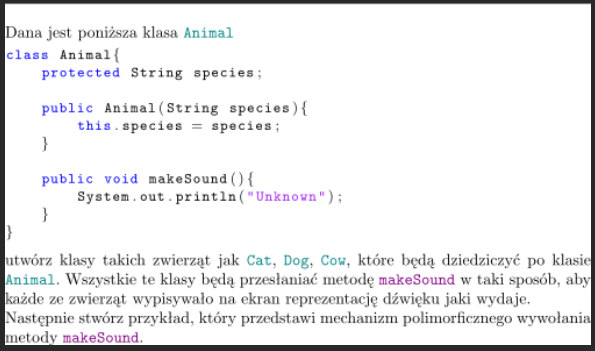 Dana jest poniższa klasa Animal
class Animal{
    protected String species;

    public Animal(String species){
        this.species = species;
    }

    public void makeSound(){
        System.out.println("Unknown");
    }
}
utwórz klasy takich zwierząt jak Cat, Dog, Cow, które będą dziedziczyć po klasie
Animal. Wszystkie te klasy będą przesłaniać metodę makeSound w taki sposób, aby
każde ze zwierząt wypisywało na ekran reprezentację dźwięku jaki wydaje.
Następnie stwórz przykład, który przedstawi mechanizm polimorficznego wywołania
metody makeSound.